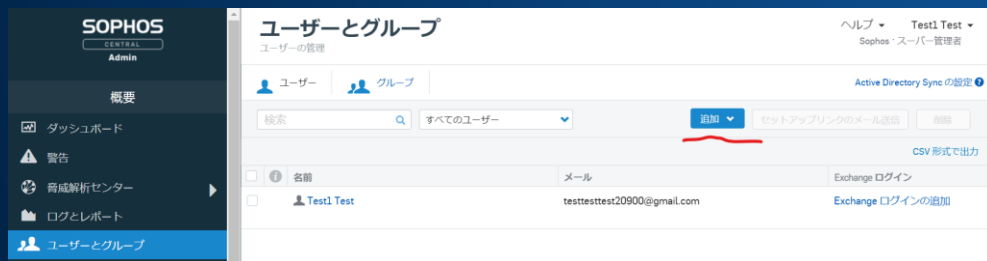 SOPHOS
CENTRAL
Admin
概要
ダッシュボード
警告
脅威解析センター
ログとレポート
ユーザーとグループ
ユーザーとグループ
ユーザーの管理
ヘルプ
Test1 Test
Sophos・スーパー管理者
ユーザー
グループ
Active Directory Sync の設定
検索
すべてのユーザー
追加
セットアップリンクのメール送信
削除
CSV 形式で出力
名前
メール
Exchange ログイン
Test1 Test
testtesttest20900@gmail.com
Exchange ログインの追加